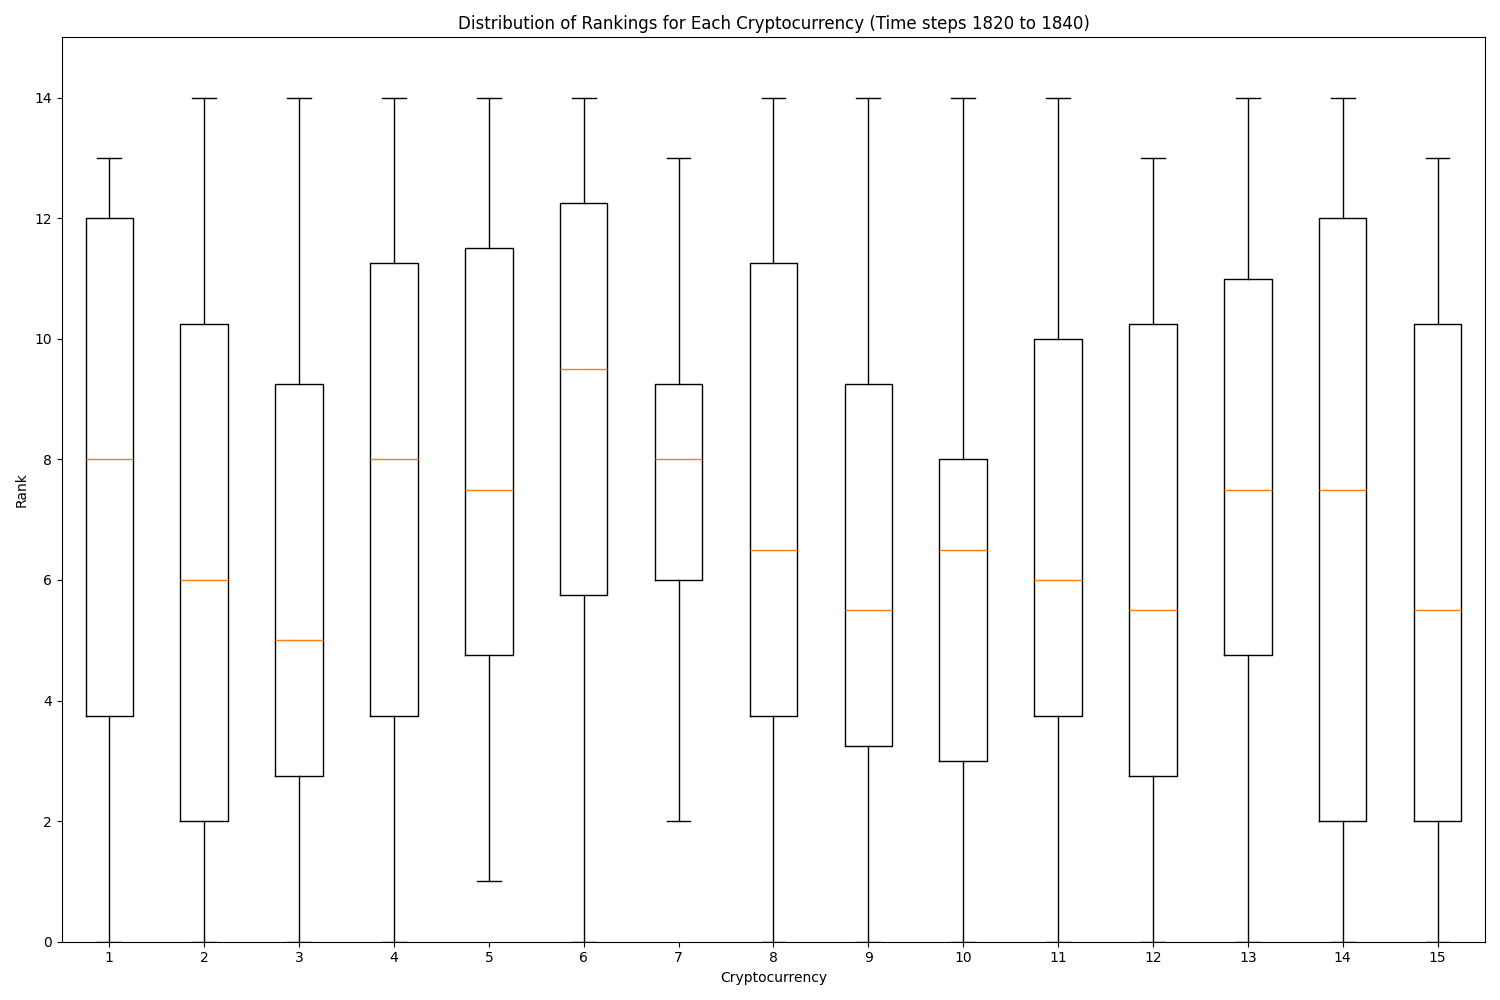 Distribution of Rankings for Each Cryptocurrency (Time steps 1820 to 1840)
14
12
10
8
6
4
2
0
Rank
1 2 3 4 5 6 7 8 9 10 11 12 13 14 15
Cryptocurrency